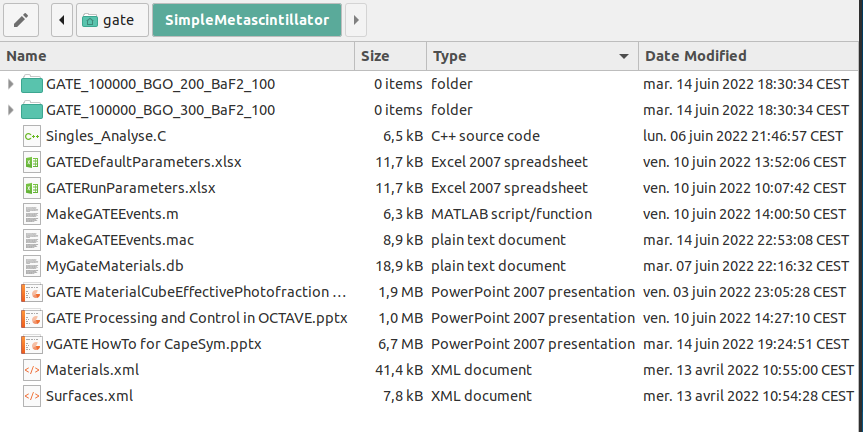 gate SimpleMetascintillator
Name Size Type Date Modified
GATE_100000_BGO_200_BaF2_100 0 items folder mar. 14 juin 2022 18:30:34 CEST
GATE_100000_BGO_300_BaF2_100 0 items folder mar. 14 juin 2022 18:30:34 CEST
C++ Singles_Analyse.C 6,5 kB C++ source code lun. 06 juin 2022 21:46:57 CEST
GATEDefaultParameters.xlsx 11,7 kB Excel 2007 spreadsheet ven. 10 juin 2022 13:52:06 CEST
GATERunParameters.xlsx 11,7 kB Excel 2007 spreadsheet ven. 10 juin 2022 10:07:42 CEST
MakeGATEEvents.m 6,3 kB MATLAB script/function ven. 10 juin 2022 14:00:50 CEST
MakeGATEEvents.mac 8,9 kB plain text document mar. 14 juin 2022 22:53:08 CEST
MyGateMaterials.db 18,9 kB plain text document mar. 07 juin 2022 22:16:32 CEST
GATE MaterialCubeEffectivePhotofraction ... 1,9 MB PowerPoint 2007 presentation ven. 03 juin 2022 23:05:28 CEST
GATE Processing and Control in OCTAVE.pptx 1,0 MB PowerPoint 2007 presentation ven. 10 juin 2022 14:27:10 CEST
vGATE HowTo for CapeSym.pptx 6,7 MB PowerPoint 2007 presentation mar. 14 juin 2022 19:24:51 CEST
</> Materials.xml 41,4 kB XML document mer. 13 avril 2022 10:55:00 CEST
</> Surfaces.xml 7,8 kB XML document mer. 13 avril 2022 10:54:28 CEST